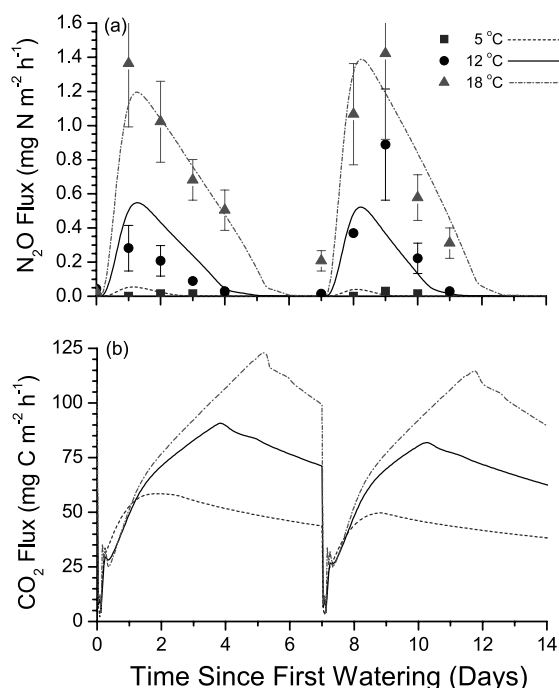 (a)
5 °C
12 °C
18 °C
N₂O Flux (mg N m⁻² h⁻¹)
1.6
1.4
1.2
1.0
0.8
0.6
0.4
0.2
0.0
(b)
CO₂ Flux (mg C m⁻² h⁻¹)
125
100
75
50
25
0
0 2 4 6 8 10 12 14
Time Since First Watering (Days)